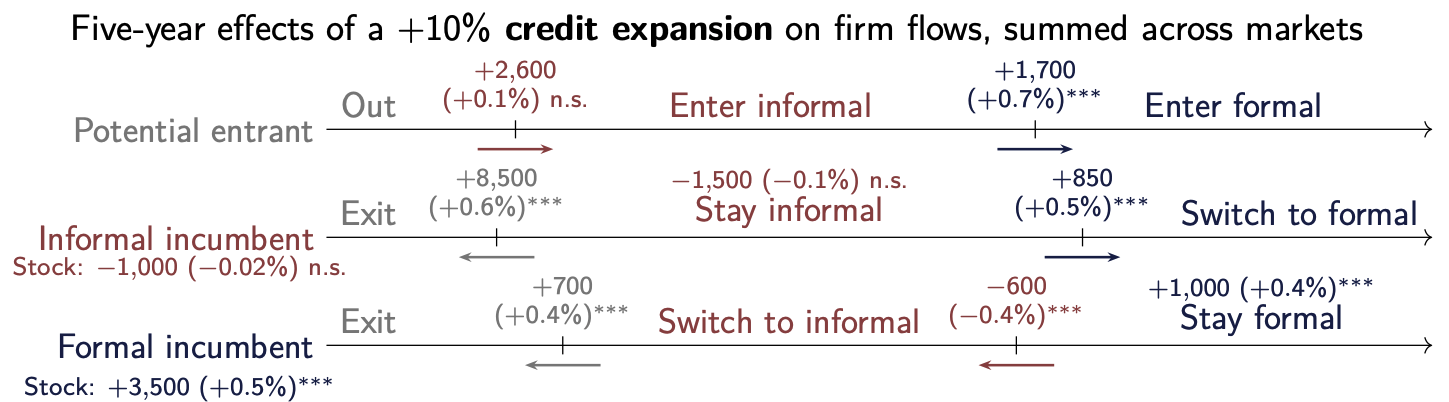 Five-year effects of a +10% credit expansion on firm flows, summed across markets
+2,600 +1,700
Out (+0.1%) n.s. Enter informal (+0.7%)*** Enter formal
Potential entrant
+8,500 −1,500 (−0.1%) n.s. +850
Exit (+0.6%)*** Stay informal (+0.5%)*** Switch to formal
Informal incumbent
Stock: −1,000 (−0.02%) n.s.
+700 −600 +1,000 (+0.4%)***
Exit (+0.4%)*** Switch to informal (−0.4%)*** Stay formal
Formal incumbent
Stock: +3,500 (+0.5%)***